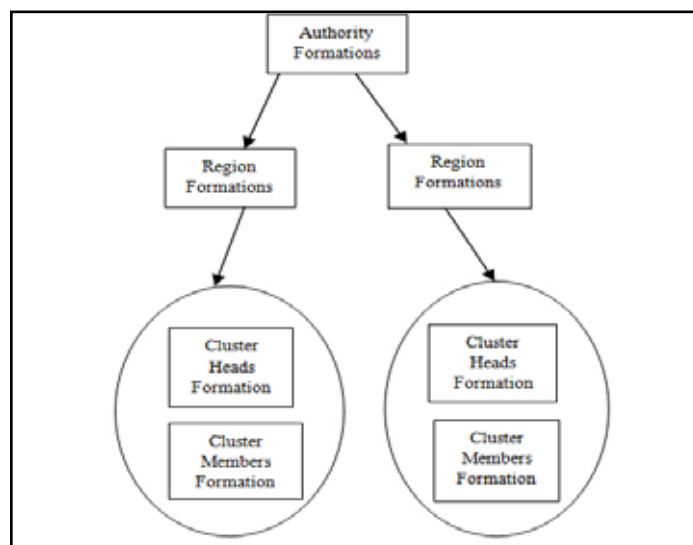 Authority
Formations
Region
Formations
Region
Formations
Cluster
Heads
Formation
Cluster
Members
Formation
Cluster
Heads
Formation
Cluster
Members
Formation